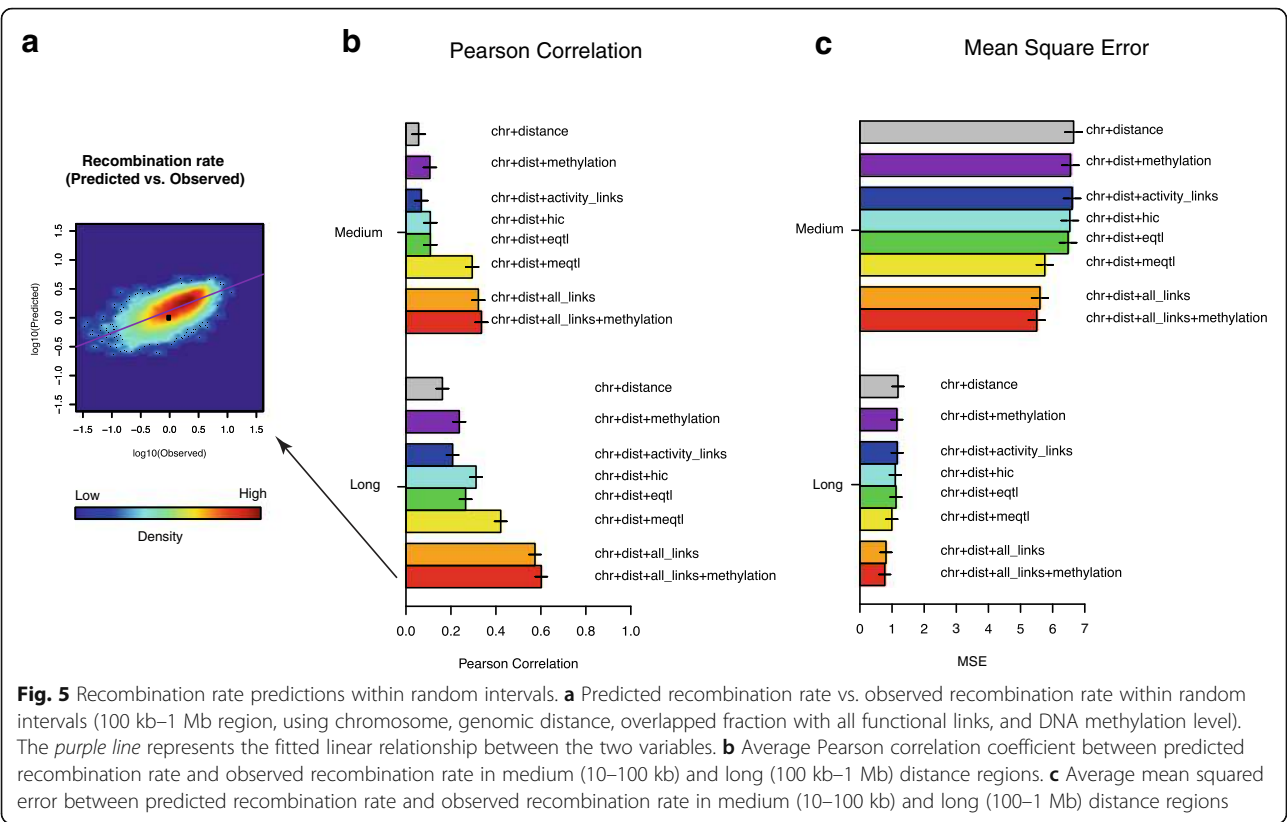 a
Recombination rate
(Predicted vs. Observed)
log10(Predicted)
1.5
1.0
0.5
0.0
−0.5
−1.0
−1.5
−1.5 −1.0 −0.5 0.0 0.5 1.0 1.5
log10(Observed)
Low High
Density
b
Pearson Correlation
Medium
chr+distance
chr+dist+methylation
chr+dist+activity_links
chr+dist+hic
chr+dist+eqtl
chr+dist+meqtl
chr+dist+all_links
chr+dist+all_links+methylation
Long
chr+distance
chr+dist+methylation
chr+dist+activity_links
chr+dist+hic
chr+dist+eqtl
chr+dist+meqtl
chr+dist+all_links
chr+dist+all_links+methylation
0.0 0.2 0.4 0.6 0.8 1.0
Pearson Correlation
c
Mean Square Error
Medium
chr+distance
chr+dist+methylation
chr+dist+activity_links
chr+dist+hic
chr+dist+eqtl
chr+dist+meqtl
chr+dist+all_links
chr+dist+all_links+methylation
Long
chr+distance
chr+dist+methylation
chr+dist+activity_links
chr+dist+hic
chr+dist+eqtl
chr+dist+meqtl
chr+dist+all_links
chr+dist+all_links+methylation
0 1 2 3 4 5 6 7
MSE
Fig. 5 Recombination rate predictions within random intervals. a Predicted recombination rate vs. observed recombination rate within random
intervals (100 kb–1 Mb region, using chromosome, genomic distance, overlapped fraction with all functional links, and DNA methylation level).
The purple line represents the fitted linear relationship between the two variables. b Average Pearson correlation coefficient between predicted
recombination rate and observed recombination rate in medium (10–100 kb) and long (100 kb–1 Mb) distance regions. c Average mean squared
error between predicted recombination rate and observed recombination rate in medium (10–100 kb) and long (100–1 Mb) distance regions